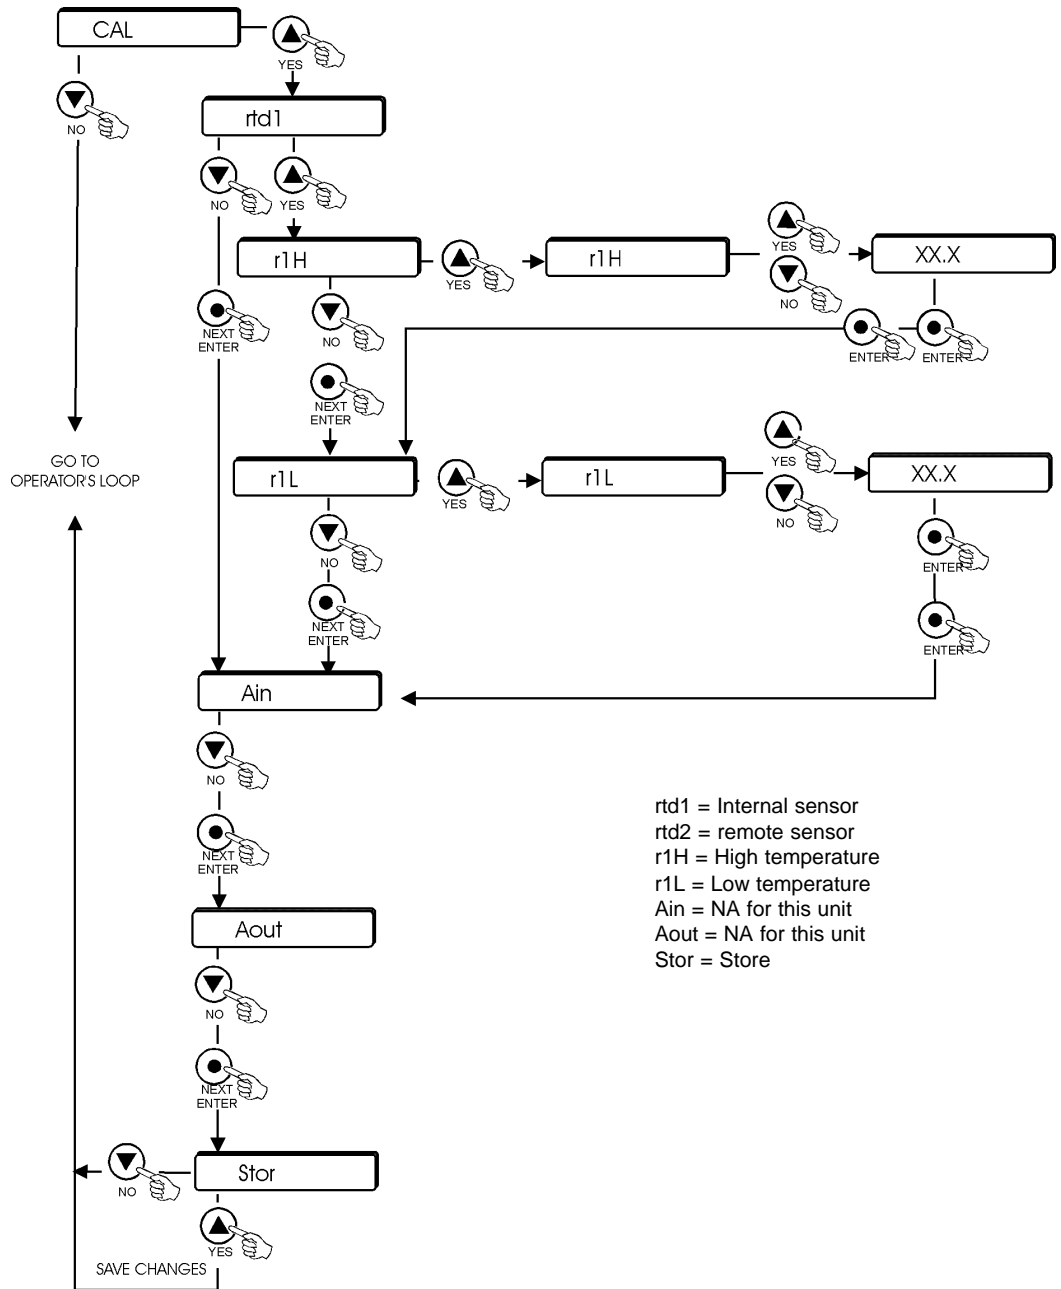 CAL
YES
NO
rtd1
NO
YES
r1H
YES
r1H
YES
NO
XX.X
NEXT
ENTER
NO
ENTER
ENTER
NEXT
ENTER
GO TO
OPERATOR'S LOOP
r1L
YES
r1L
YES
NO
XX.X
NO
ENTER
NEXT
ENTER
ENTER
Ain
NO
NEXT
ENTER
rtd1 = Internal sensor
rtd2 = remote sensor
r1H = High temperature
r1L = Low temperature
Ain = NA for this unit
Aout = NA for this unit
Stor = Store
Aout
NO
NEXT
ENTER
Stor
NO
YES
SAVE CHANGES